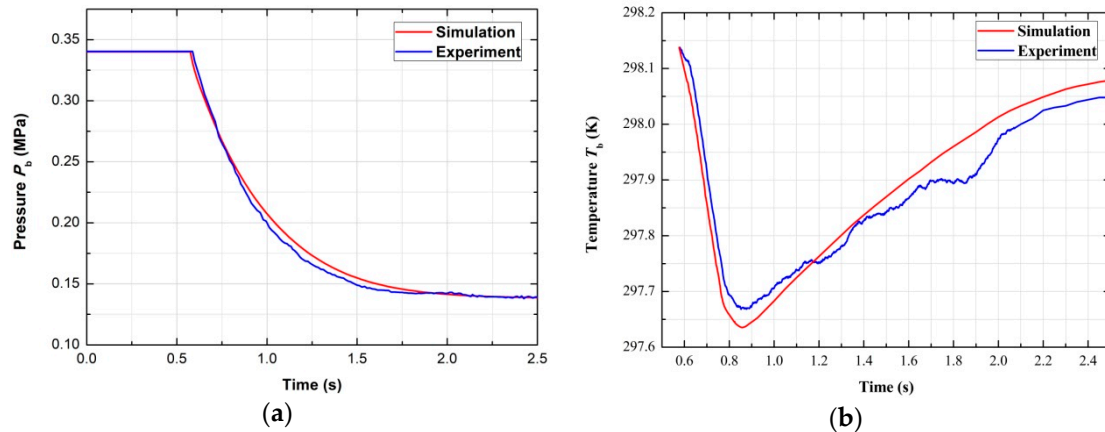 0.35
0.30
0.25
0.20
0.15
0.10
Pressure Pb (MPa)
Simulation
Experiment
0.0 0.5 1.0 1.5 2.0 2.5
Time (s)
(a)
298.2
298.1
298.0
297.9
297.8
297.7
297.6
Temperature Tb (K)
Simulation
Experiment
0.6 0.8 1.0 1.2 1.4 1.6 1.8 2.0 2.2 2.4
Time (s)
(b)